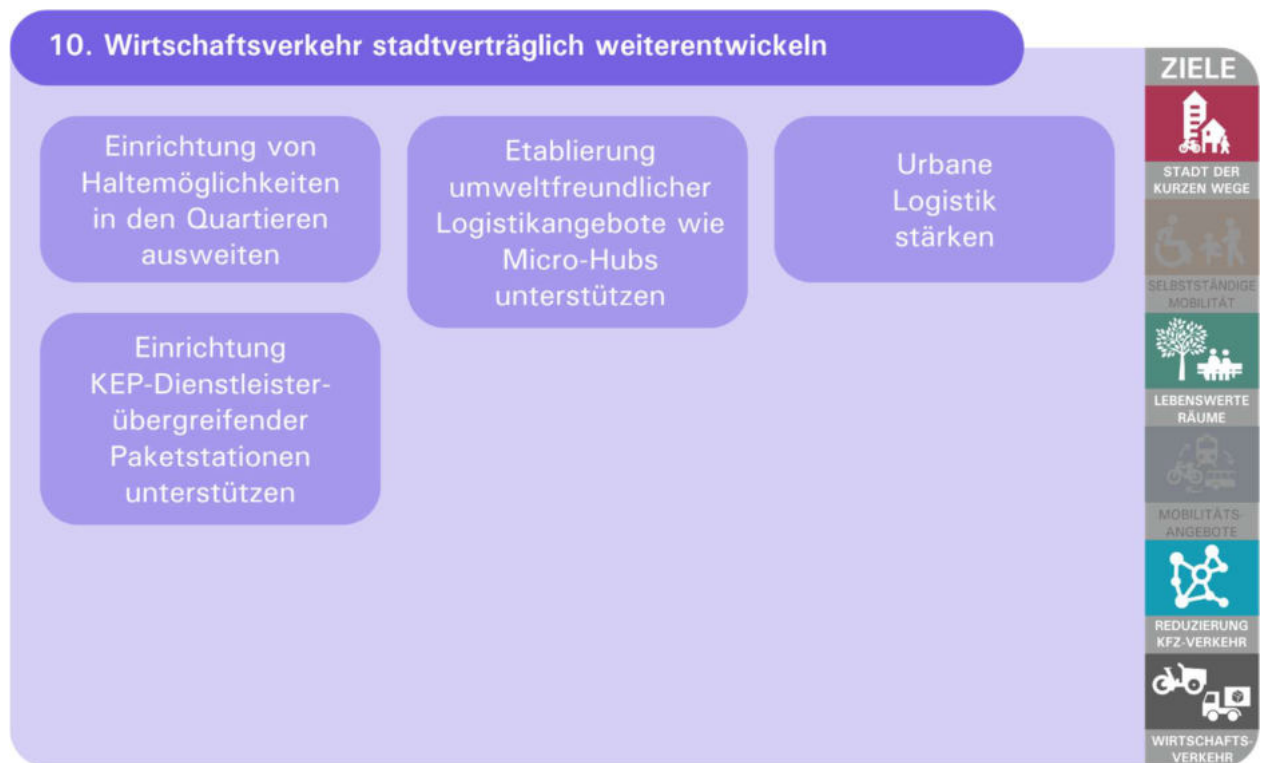 10. Wirtschaftsverkehr stadtverträglich weiterentwickeln
Einrichtung von
Haltemöglichkeiten
in den Quartieren
ausweiten
Etablierung
umweltfreundlicher
Logistikangebote wie
Micro-Hubs
unterstützen
Urbane
Logistik
stärken
Einrichtung
KEP-Dienstleister-
übergreifender
Paketstationen
unterstützen
ZIELE
STADT DER
KURZEN WEGE
SELBSTSTÄNDIGE
MOBILITÄT
LEBENSWERTE
RÄUME
MOBILITÄTS-
ANGEBOTE
REDUZIERUNG
KFZ-VERKEHR
WIRTSCHAFTS-
VERKEHR